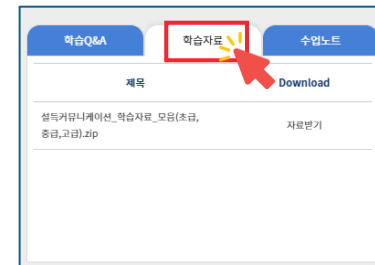 학습Q&A 학습자료 수업노트
제목 Download
설득커뮤니케이션_학습자료_모음(초급,
중급,고급).zip
자료받기